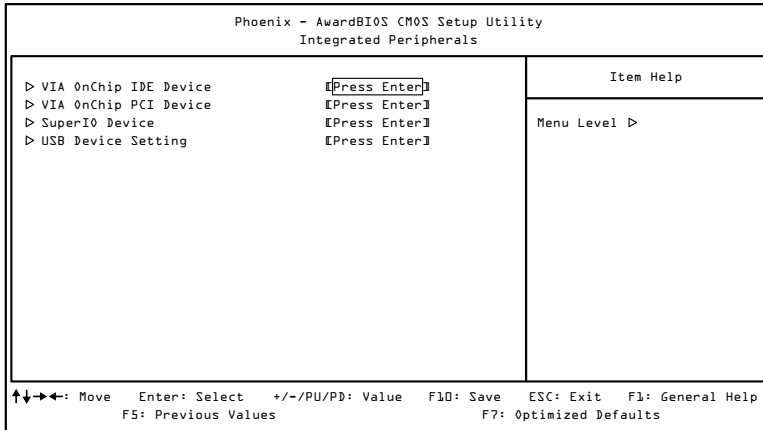 Phoenix - AwardBIOS CMOS Setup Utility
Integrated Peripherals
▷ VIA OnChip IDE Device [Press Enter]
▷ VIA OnChip PCI Device [Press Enter]
▷ SuperIO Device [Press Enter]
▷ USB Device Setting [Press Enter]
Item Help
Menu Level ▷
↑↓→←: Move Enter: Select +/-/PU/PD: Value F10: Save ESC: Exit F1: General Help
F5: Previous Values F7: Optimized Defaults